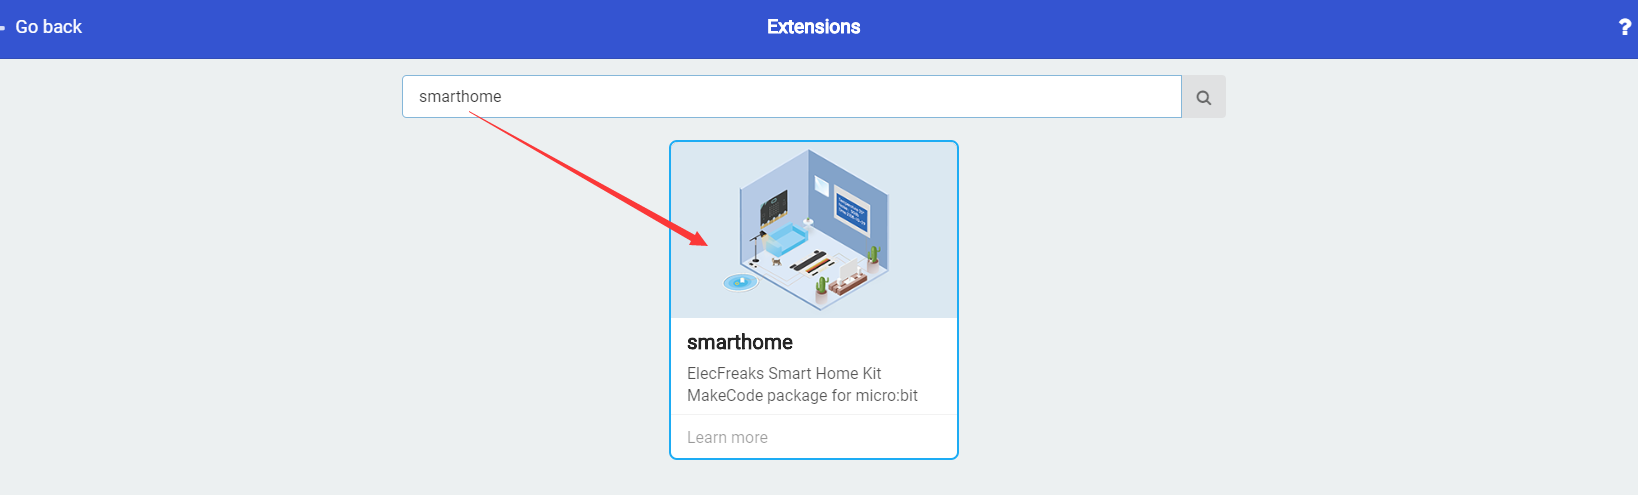 Go back
Extensions
?
smarthome
smarthome
ElecFreaks Smart Home Kit
MakeCode package for micro:bit
Learn more